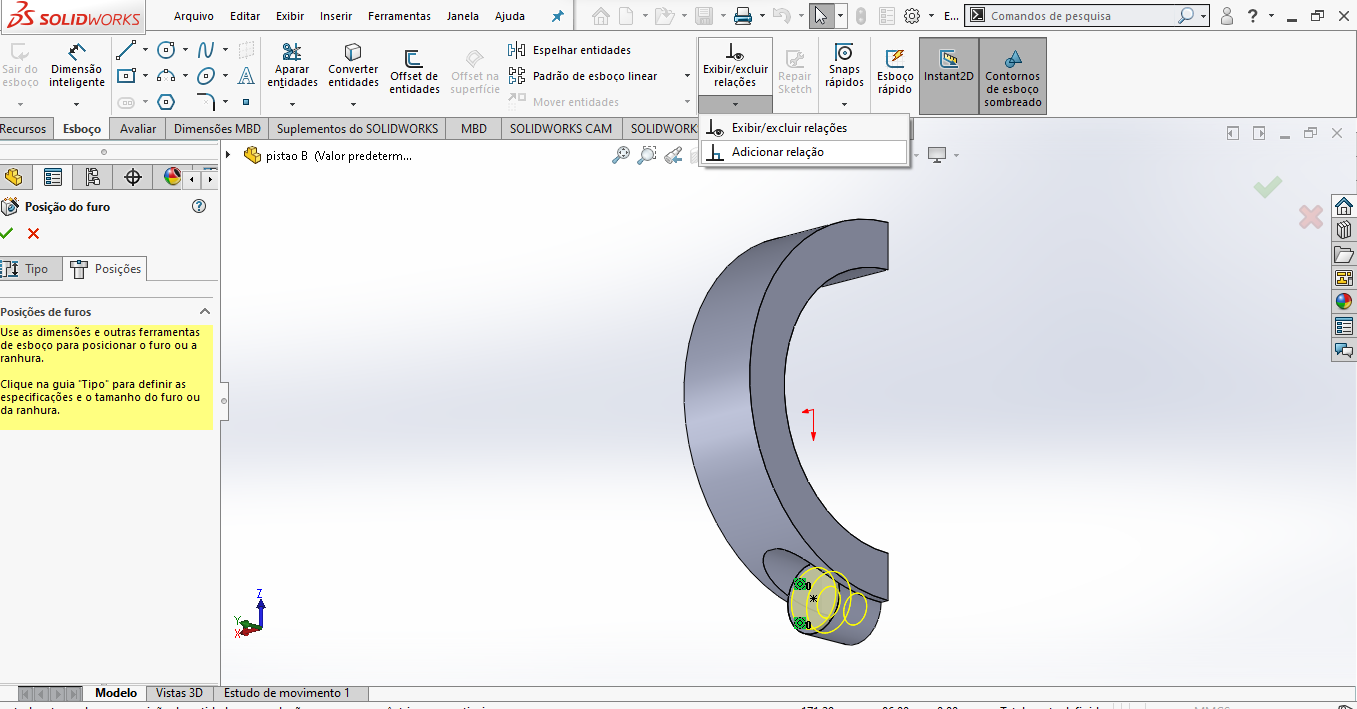 SOLIDWORKS
Arquivo Editar Exibir Inserir Ferramentas Janela Ajuda
E...
Comandos de pesquisa
Sair do
esboço
Dimensão
inteligente
Aparar
entidades
Converter
entidades
Offset de
entidades
Offset na
superfície
Espelhar entidades
Padrão de esboço linear
Mover entidades
Exibir/excluir
relações
Repair
Sketch
Snaps
rápidos
Esboço
rápido
Instant2D
Contornos
de esboço
sombreado
Recursos Esboço Avaliar Dimensões MBD Suplementos do SOLIDWORKS MBD SOLIDWORKS CAM SOLIDWORK
Exibir/excluir relações
Adicionar relação
pistao B (Valor predeterm...
Posição do furo
Tipo Posições
Posições de furos
Use as dimensões e outras ferramentas
de esboço para posicionar o furo ou a
ranhura.
Clique na guia "Tipo" para definir as
especificações e o tamanho do furo ou
da ranhura.
0
0
Z
Y
X
Modelo Vistas 3D Estudo de movimento 1